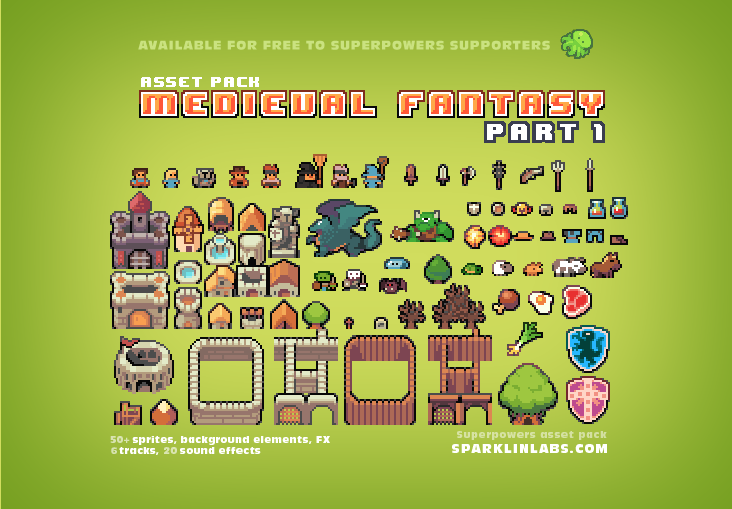 AVAILABLE FOR FREE TO SUPERPOWERS SUPPORTERS
ASSET PACK
MEDIEVAL FANTASY
PART 1
50+ sprites, background elements, FX
6 tracks, 20 sound effects
Superpowers asset pack
SPARKLINLABS.COM